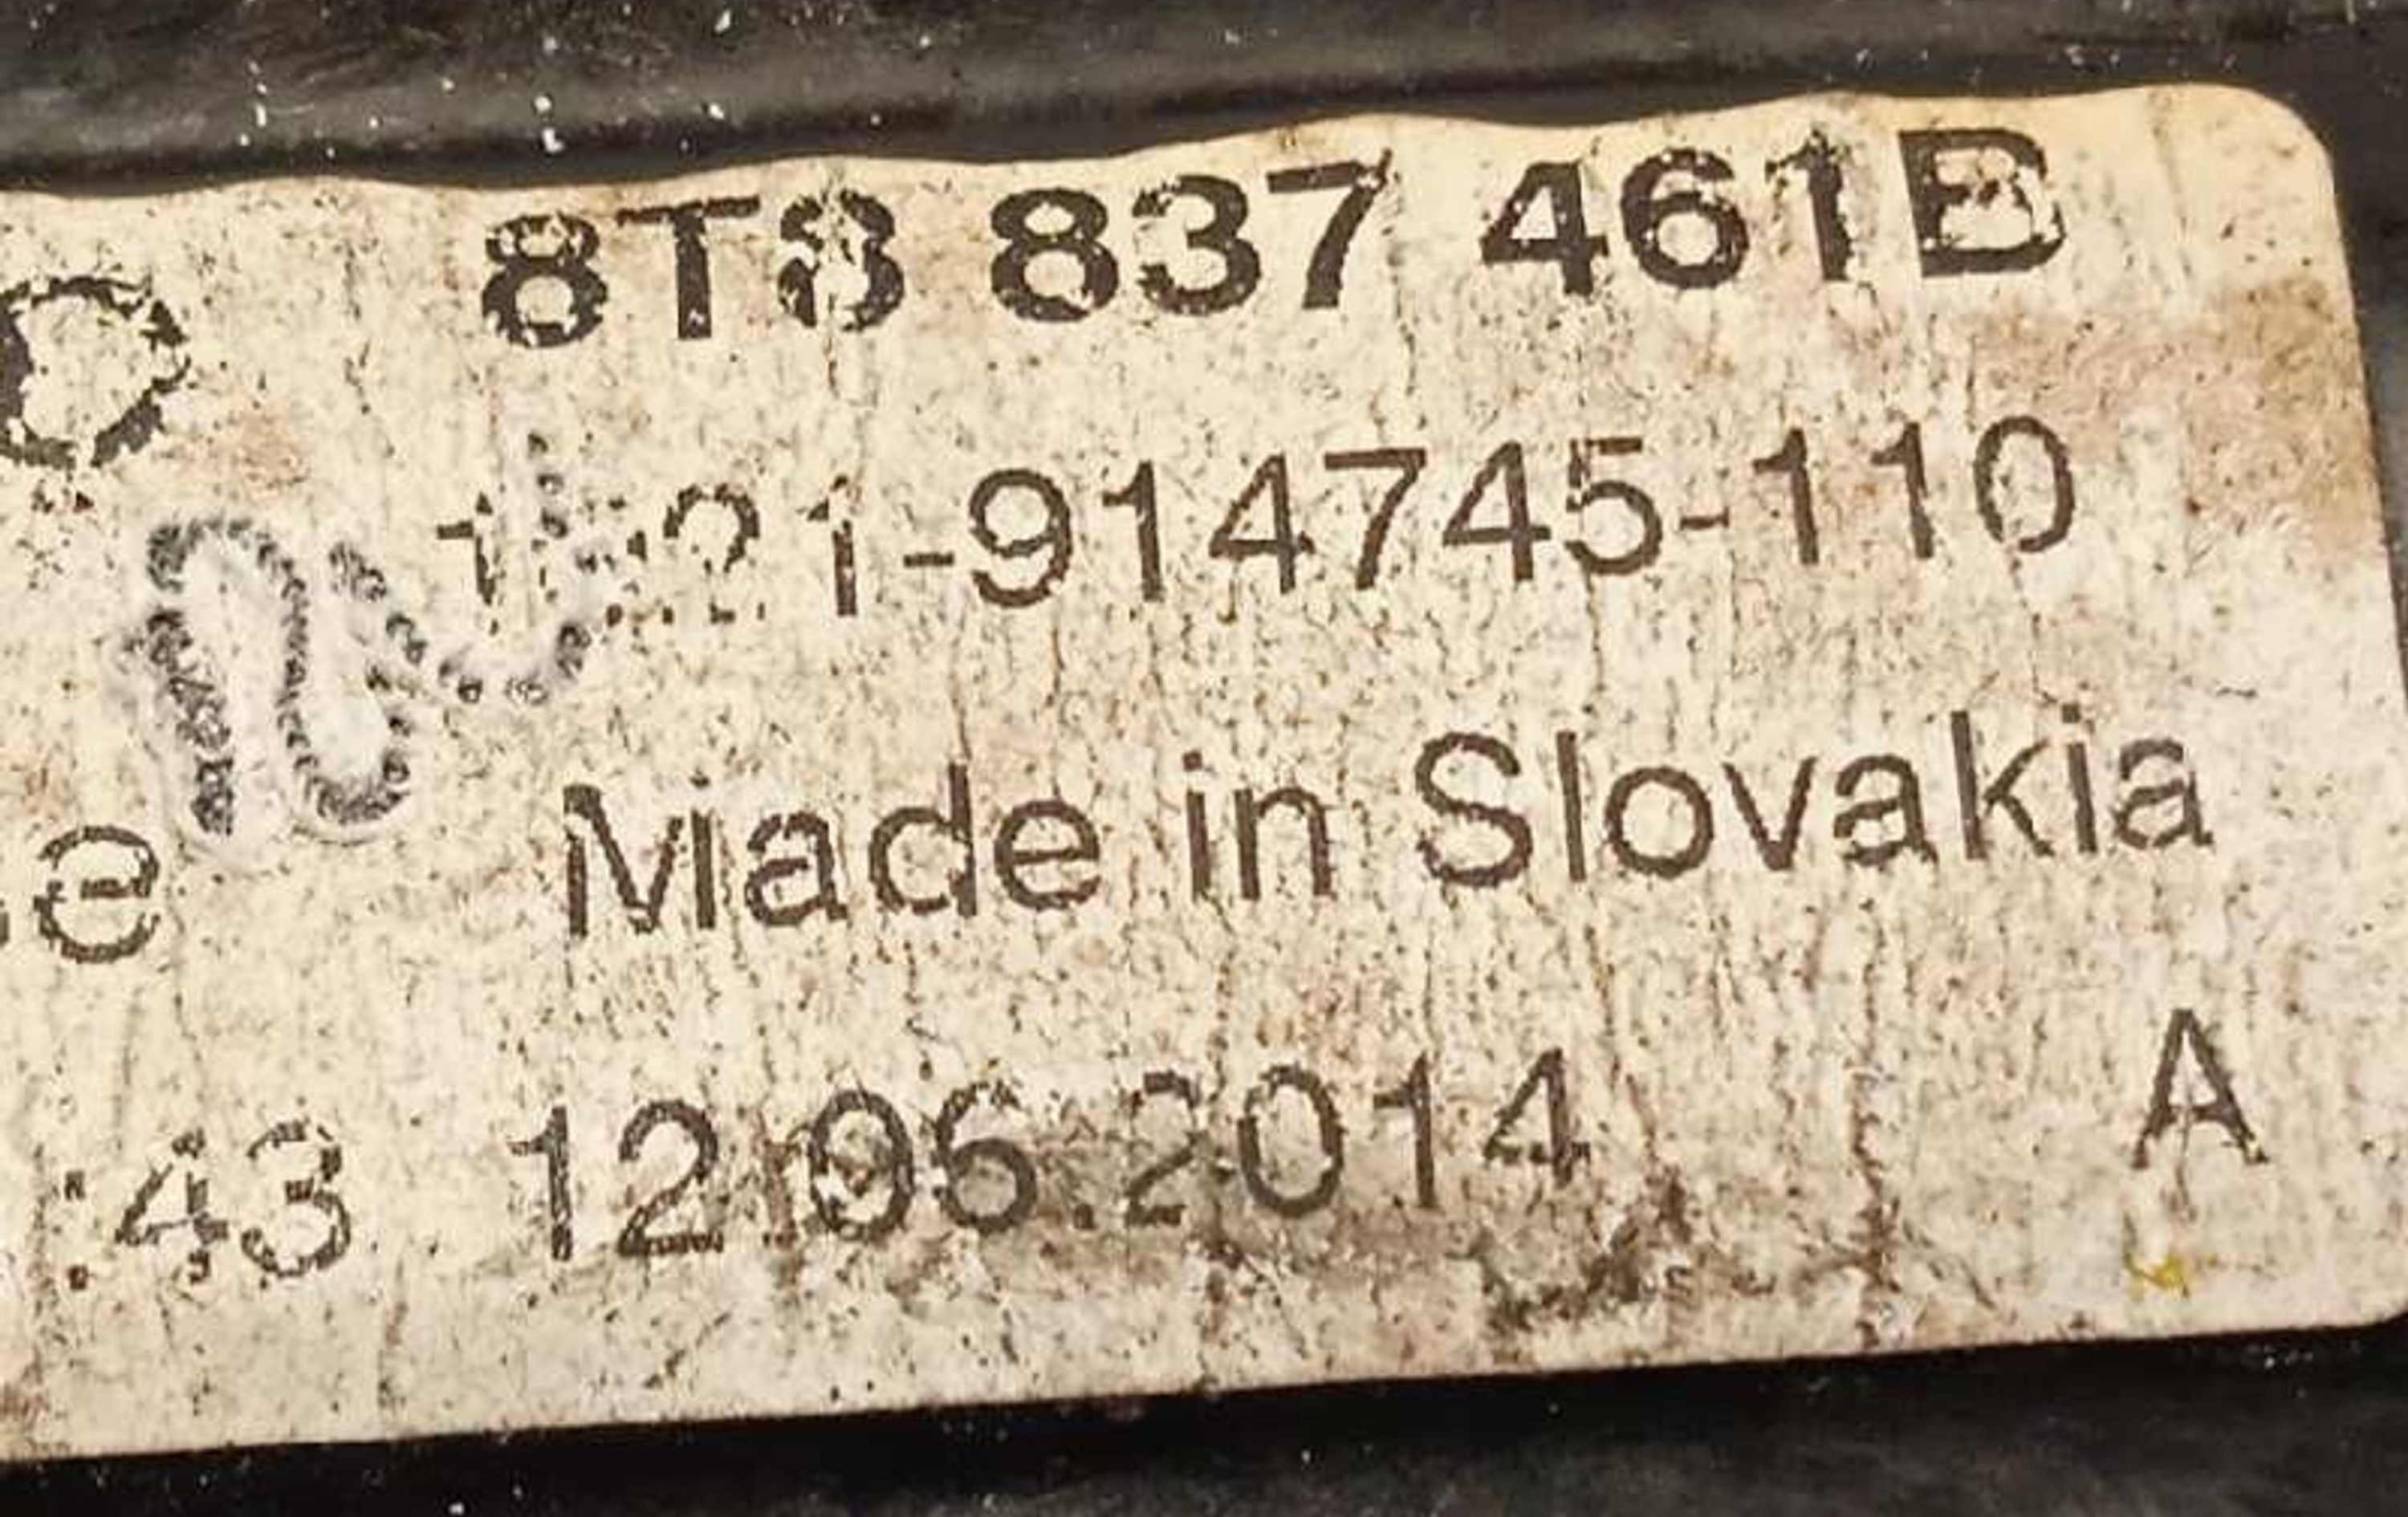 8T8 837 461B
-914745-110
Made in Slovakia
:43 12.06.2014 A